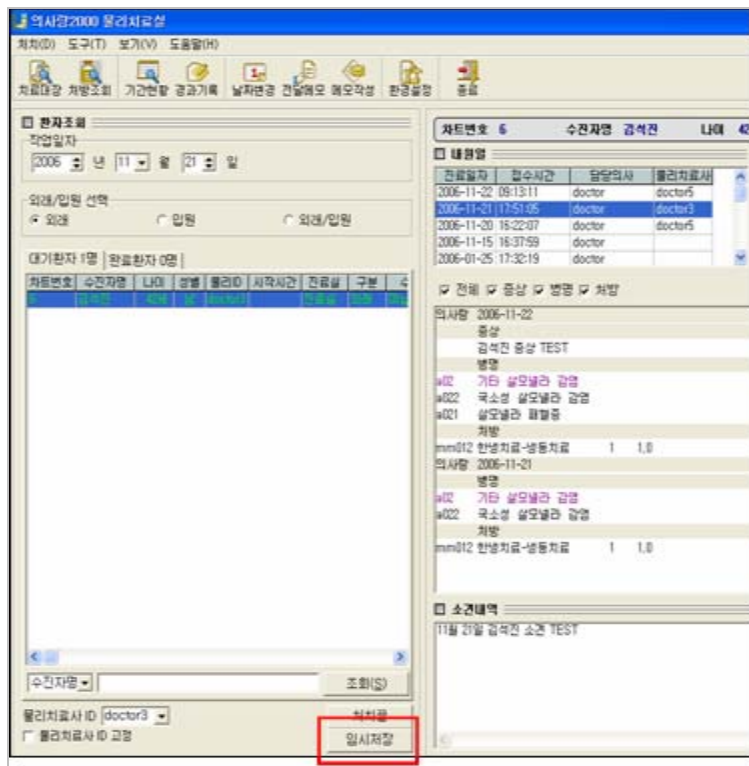 의사랑2000 물리치료실
처치(D) 도구(T) 보기(V) 도움말(H)
치료대장 처방조회 기간현황 경과기록 날짜변경 전달메모 메모작성 환경설정 종료
환자조회
작업일자
2006 년 11 월 21 일
외래/입원 선택
외래 입원 외래/입원
대기환자 1명 완료환자 0명
차트번호 수진자명 나이 성별 물리ID 시작시간 진료실 구분
6 김석진 42세 남 doctor3 진료실 외래
수진자명 조회(S)
물리치료사 ID doctor3
물리치료사 ID 고정
임시저장
차트번호 6 수진자명 김석진 나이 42
내원일
진료일자 접수시간 담당의사 물리치료사
2006-11-22 09:13:11 doctor doctor5
2006-11-21 17:51:05 doctor doctor3
2006-11-20 16:22:07 doctor doctor5
2006-11-15 16:37:59 doctor
2006-01-25 17:32:19 doctor
전체 증상 병명 처방
의사랑 2006-11-22
증상
김석진 증상 TEST
병명
a02 기타 살모넬라 감염
a022 국소성 살모넬라 감염
a021 살모넬라 패혈증
처방
mm012 한냉치료-냉동치료 1 1.0
의사랑 2006-11-21
병명
a02 기타 살모넬라 감염
a022 국소성 살모넬라 감염
처방
mm012 한냉치료-냉동치료 1 1.0
소견내역
11월 21일 김석진 소견 TEST